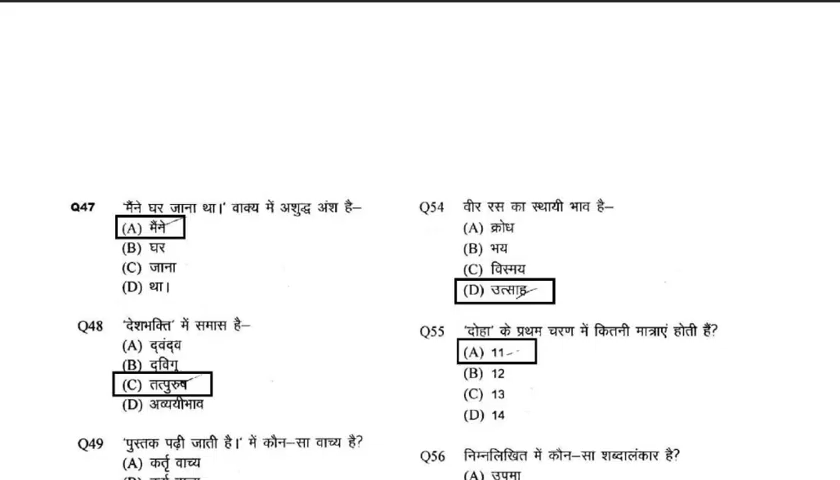 Q47 'मैंने घर जाना था।' वाक्य में अशुद्ध अंश है–
(A) मैंने
(B) घर
(C) जाना
(D) था।
Q48 'देशभक्ति' में समास है–
(A) द्वंद्व
(B) द्विगु
(C) तत्पुरुष
(D) अव्ययीभाव
Q49 'पुस्तक पढ़ी जाती है।' में कौन–सा वाच्य है?
(A) कर्तृ वाच्य
Q54 वीर रस का स्थायी भाव है–
(A) क्रोध
(B) भय
(C) विस्मय
(D) उत्साह
Q55 'दोहा' के प्रथम चरण में कितनी मात्राएं होती हैं?
(A) 11
(B) 12
(C) 13
(D) 14
Q56 निम्नलिखित में कौन–सा शब्दालंकार है?
(A) उपमा